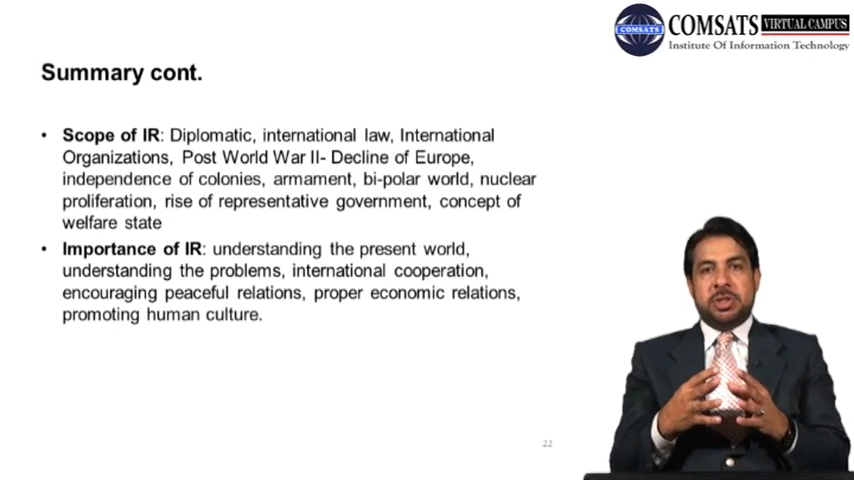 COMSATS VIRTUAL CAMPUS
COMSATS
Institute Of Information Technology
Summary cont.
• Scope of IR: Diplomatic, international law, International
Organizations, Post World War II- Decline of Europe,
independence of colonies, armament, bi-polar world, nuclear
proliferation, rise of representative government, concept of
welfare state
• Importance of IR: understanding the present world,
understanding the problems, international cooperation,
encouraging peaceful relations, proper economic relations,
promoting human culture.
22